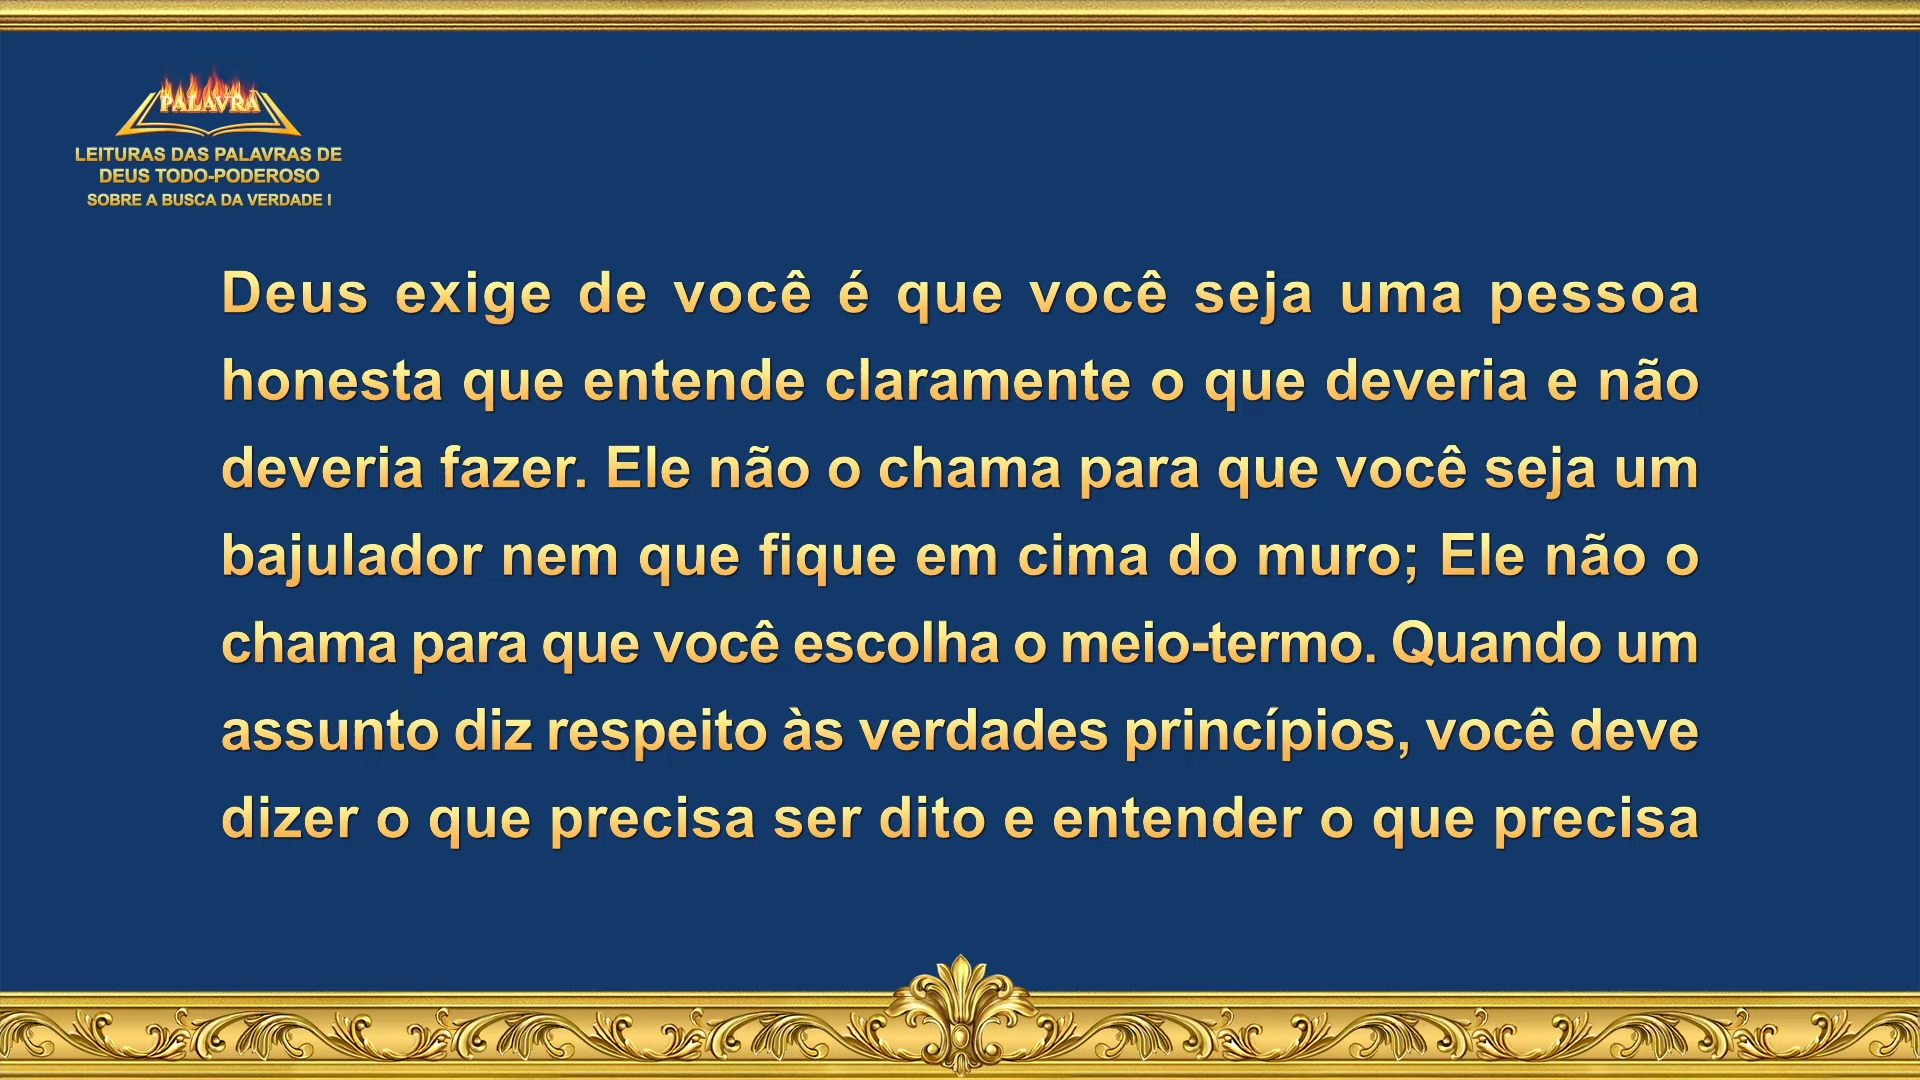 PALAVRA
LEITURAS DAS PALAVRAS DE
DEUS TODO-PODEROSO
SOBRE A BUSCA DA VERDADE I
Deus exige de você é que você seja uma pessoa
honesta que entende claramente o que deveria e não
deveria fazer. Ele não o chama para que você seja um
bajulador nem que fique em cima do muro; Ele não o
chama para que você escolha o meio-termo. Quando um
assunto diz respeito às verdades princípios, você deve
dizer o que precisa ser dito e entender o que precisa